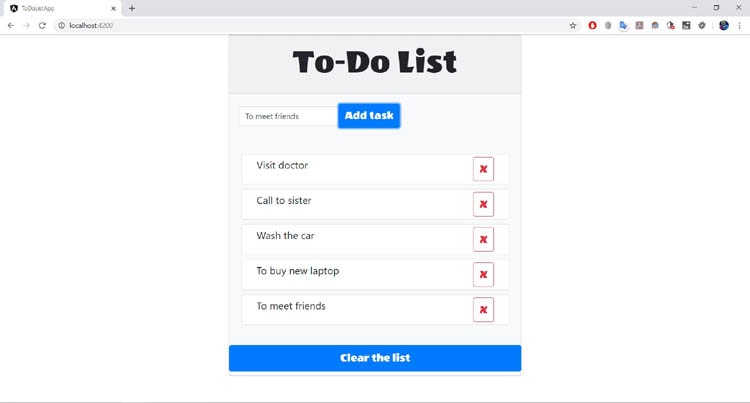 ToDoListApp
localhost:4200
To-Do List
To meet friends
Add task
Visit doctor
x
Call to sister
x
Wash the car
x
To buy new laptop
x
To meet friends
x
Clear the list